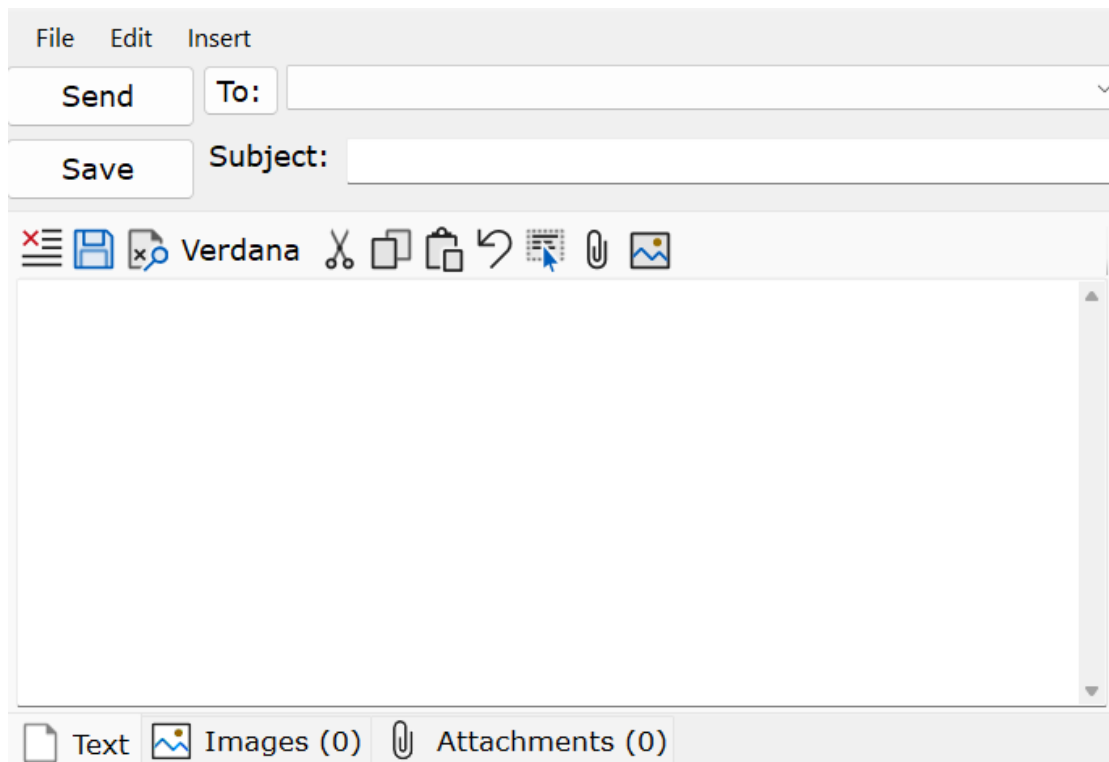 File Edit Insert
Send To:
Save Subject:
Verdana
Text Images (0) Attachments (0)